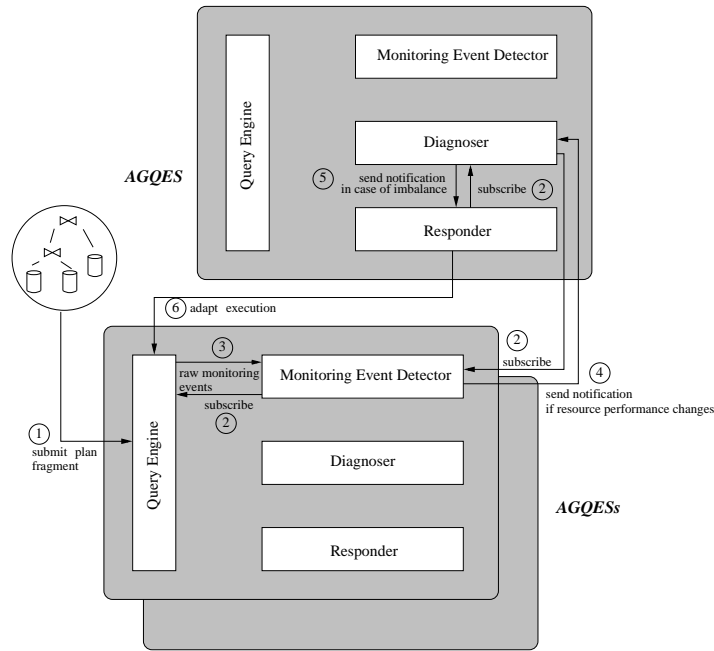 Monitoring Event Detector
Query Engine
AGQES
Diagnoser
5
send notification
in case of imbalance
subscribe
2
Responder
6
adapt execution
3
raw monitoring
events
subscribe
2
Monitoring Event Detector
2
subscribe
4
send notification
if resource performance changes
1
submit plan
fragment
Query Engine
Diagnoser
AGQESs
Responder